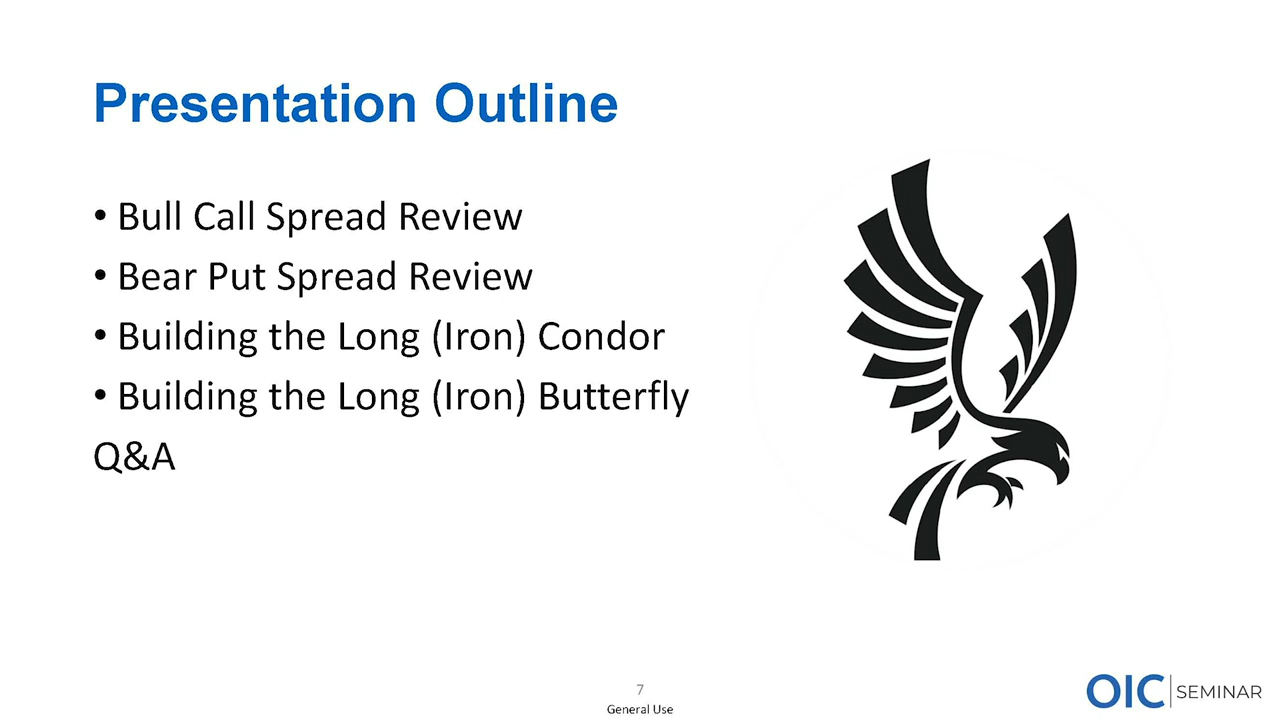 Presentation Outline
• Bull Call Spread Review
• Bear Put Spread Review
• Building the Long (Iron) Condor
• Building the Long (Iron) Butterfly
Q&A
7
General Use
OIC SEMINAR